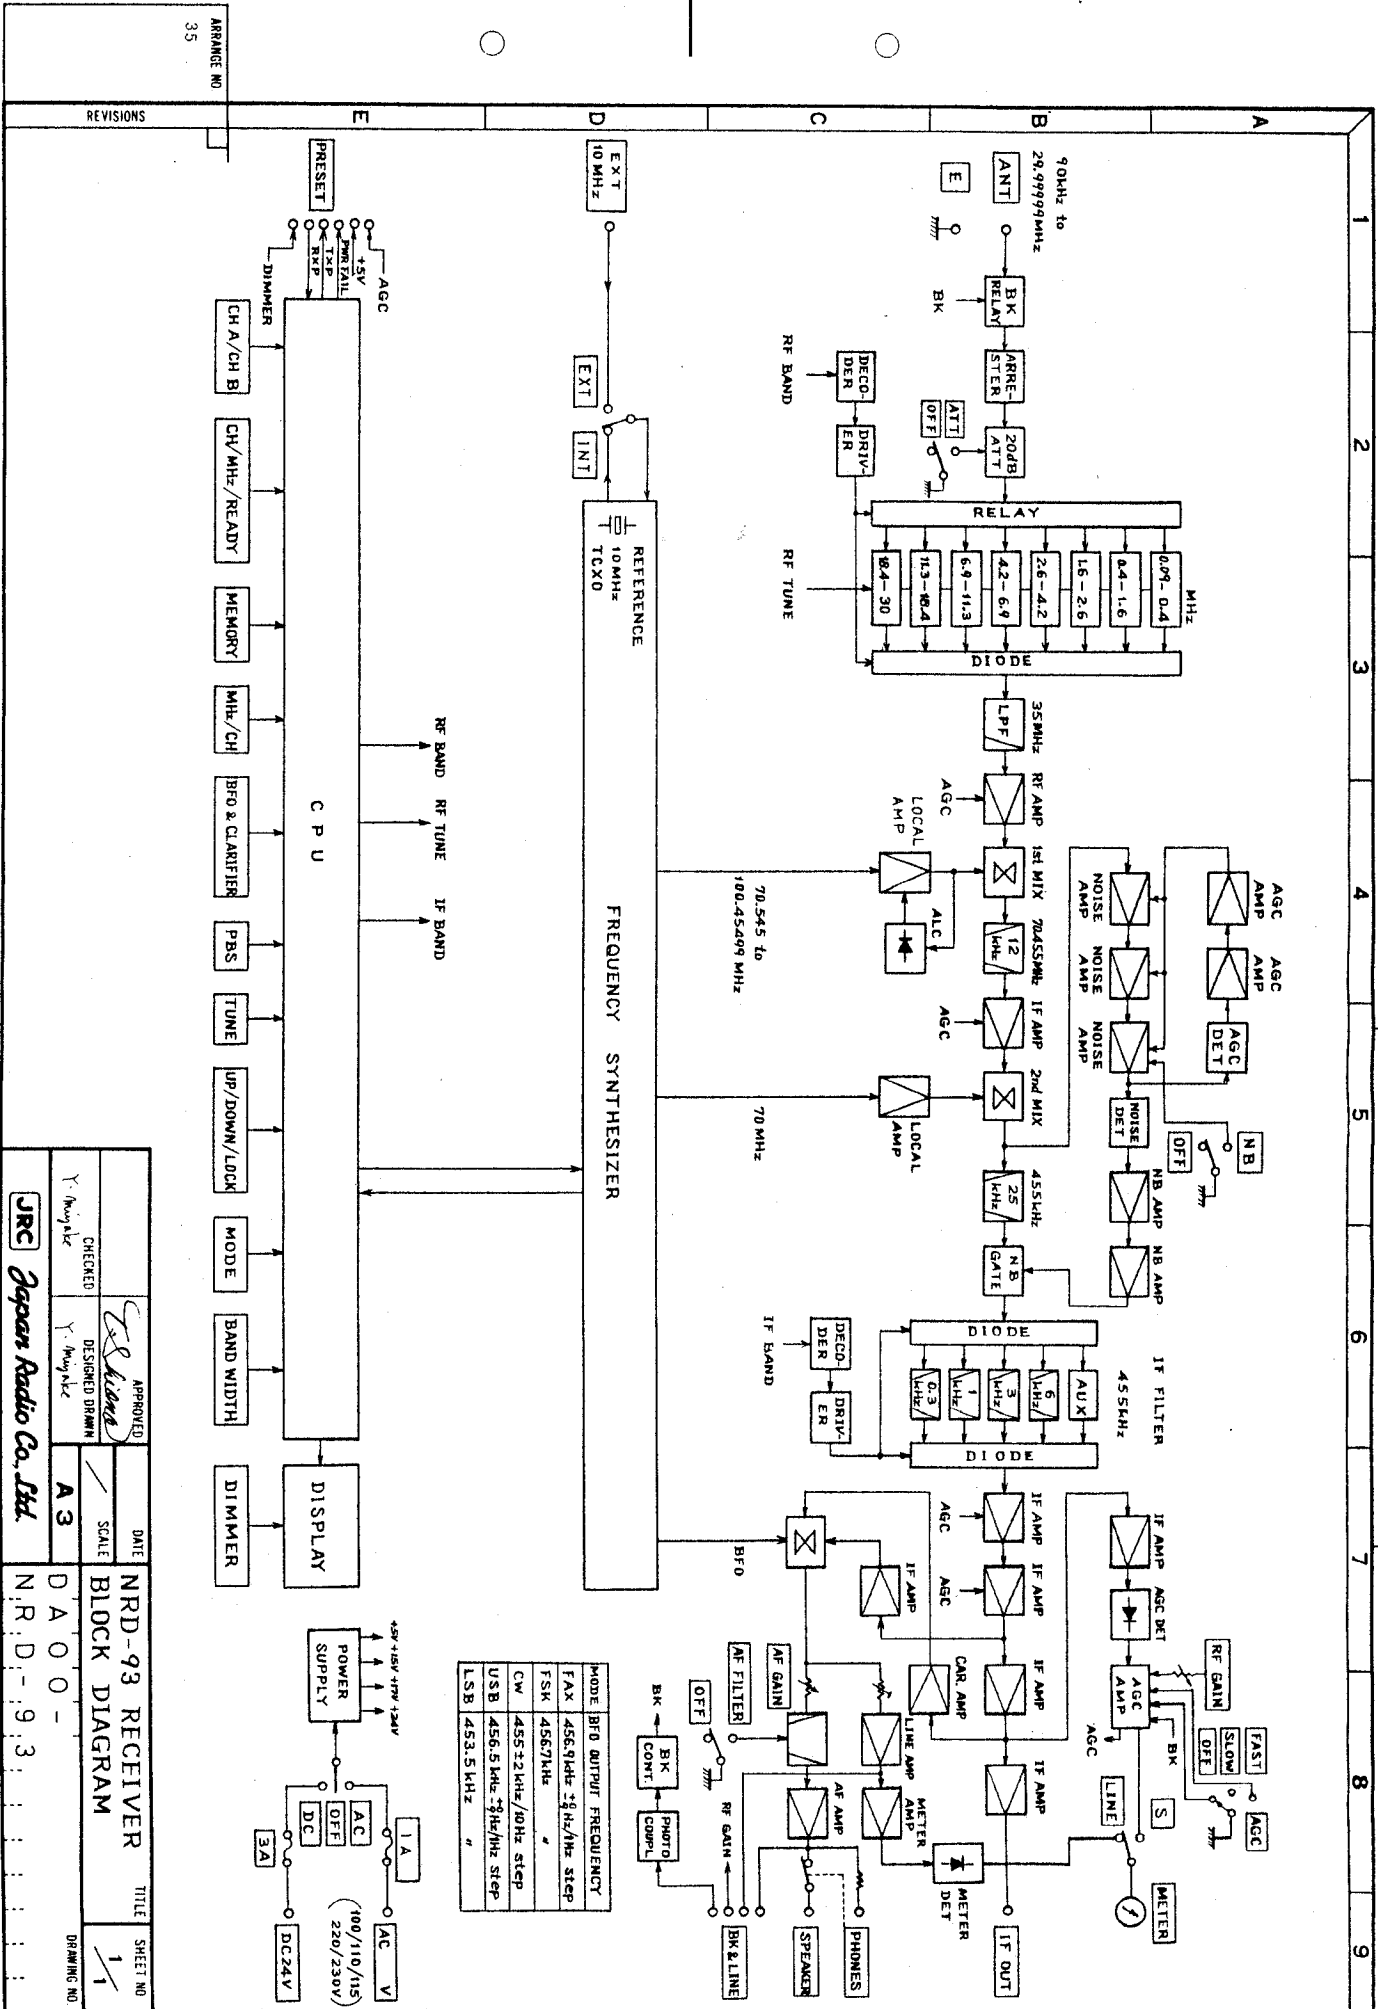 ARRANGE NO
35
REVISIONS
A
B
C
D
E
1
2
3
4
5
6
7
8
9
90kHz to
29.99999MHz
ANT
E
BK
RELAY
BK
ARRE-
STER
20dB
ATT
ATT
OFF
DECO-
DER
DRIV-
ER
RF BAND
RELAY
MHz
0.09-0.4
0.4-1.6
1.6-2.6
2.6-4.2
4.2-6.9
6.9-11.3
11.3-18.4
18.4-30
RF TUNE
DIODE
35MHz
LPF
RF AMP
AGC
1st MIX
LOCAL
AMP
ALC
70.455MHz
12
kHz
IF AMP
AGC
2nd MIX
LOCAL
AMP
455kHz
25
kHz
NB
GATE
AGC
AMP
AGC
AMP
AGC
DET
NOISE
AMP
NOISE
AMP
NOISE
AMP
NOISE
DET
NB
OFF
NB AMP
NB AMP
IF FILTER
455kHz
DIODE
AUX
6
kHz
3
kHz
1
kHz
0.3
kHz
DIODE
DECO-
DER
DRIV-
ER
IF BAND
IF AMP
AGC
IF AMP
AGC
IF AMP
IF AMP
IF OUT
IF AMP
AGC DET
AGC
AMP
RF GAIN
FAST
SLOW
OFF
AGC
BK
AGC
S
LINE
METER
CAR. AMP
IF AMP
BFO
LINE AMP
METER
AMP
METER
DET
AF GAIN
AF FILTER
OFF
AF AMP
PHONES
SPEAKER
BK & LINE
RF GAIN
BK
BK
CONT.
PHOTO
COUPL
EXT
10MHz
EXT
INT
REFERENCE
10MHz
TCXO
FREQUENCY SYNTHESIZER
70.545 to
100.45499 MHz
70 MHz
PRESET
AGC
+5V
PWR FAIL
TXP
RXP
DIMMER
CPU
RF BAND
RF TUNE
IF BAND
CH A/CH B
CH/MHz/READY
MEMORY
MHz/CH
BFO & CLARIFIER
PBS
TUNE
UP/DOWN/LOCK
MODE
BAND WIDTH
DIMMER
DISPLAY
MODE BFO OUTPUT FREQUENCY
FAX 456.9kHz ±0Hz/1Hz step
FSK 456.7kHz "
CW 455±2kHz/10Hz step
USB 456.5kHz ±0Hz/1Hz step
LSB 453.5kHz "
+5V +15V +17V +24V
POWER
SUPPLY
AC
OFF
DC
1A
3A
AC V
(100/110/115
220/230V)
DC24V
APPROVED
CHECKED
DESIGNED DRAWN
Y. Miyake
Y. Miyake
DATE
SCALE
A3
NRD-93 RECEIVER
BLOCK DIAGRAM
TITLE
SHEET NO
1/1
JRC Japan Radio Co., Ltd.
DA00-
NRD-93
DRAWING NO.